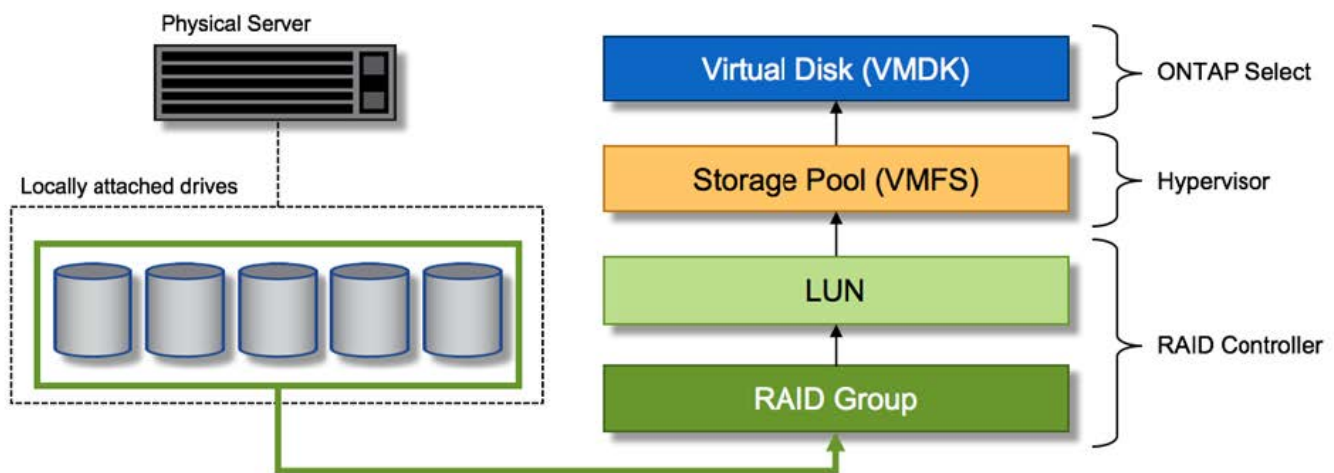 Physical Server
Locally attached drives
Virtual Disk (VMDK)
ONTAP Select
Storage Pool (VMFS)
Hypervisor
LUN
RAID Controller
RAID Group